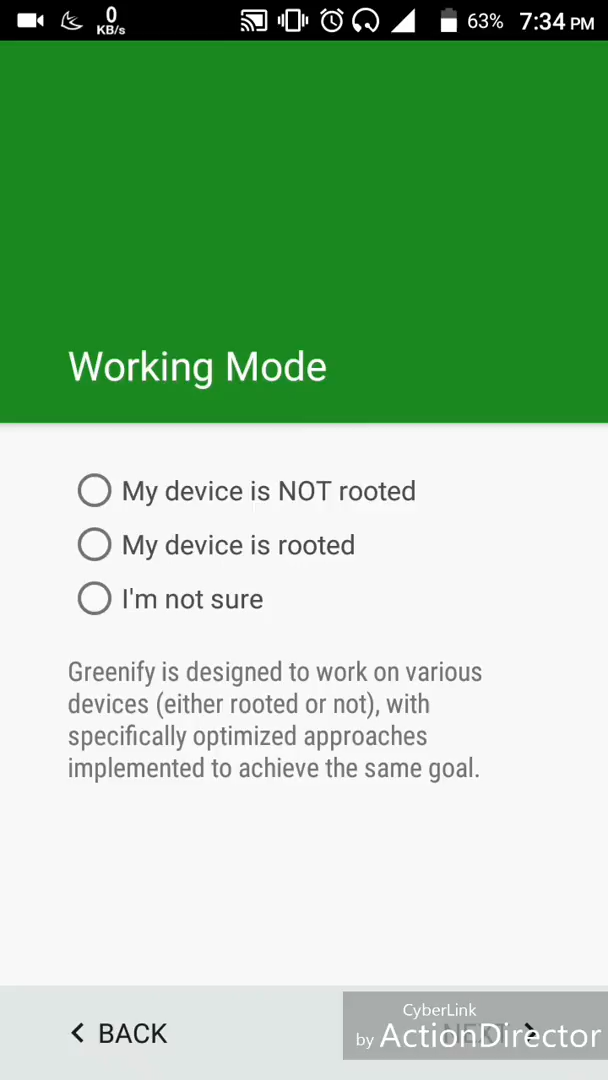 0
KB/s
63%
7:34 PM
Working Mode
My device is NOT rooted
My device is rooted
I'm not sure
Greenify is designed to work on various
devices (either rooted or not), with
specifically optimized approaches
implemented to achieve the same goal.
BACK
NEXT
CyberLink
by ActionDirector